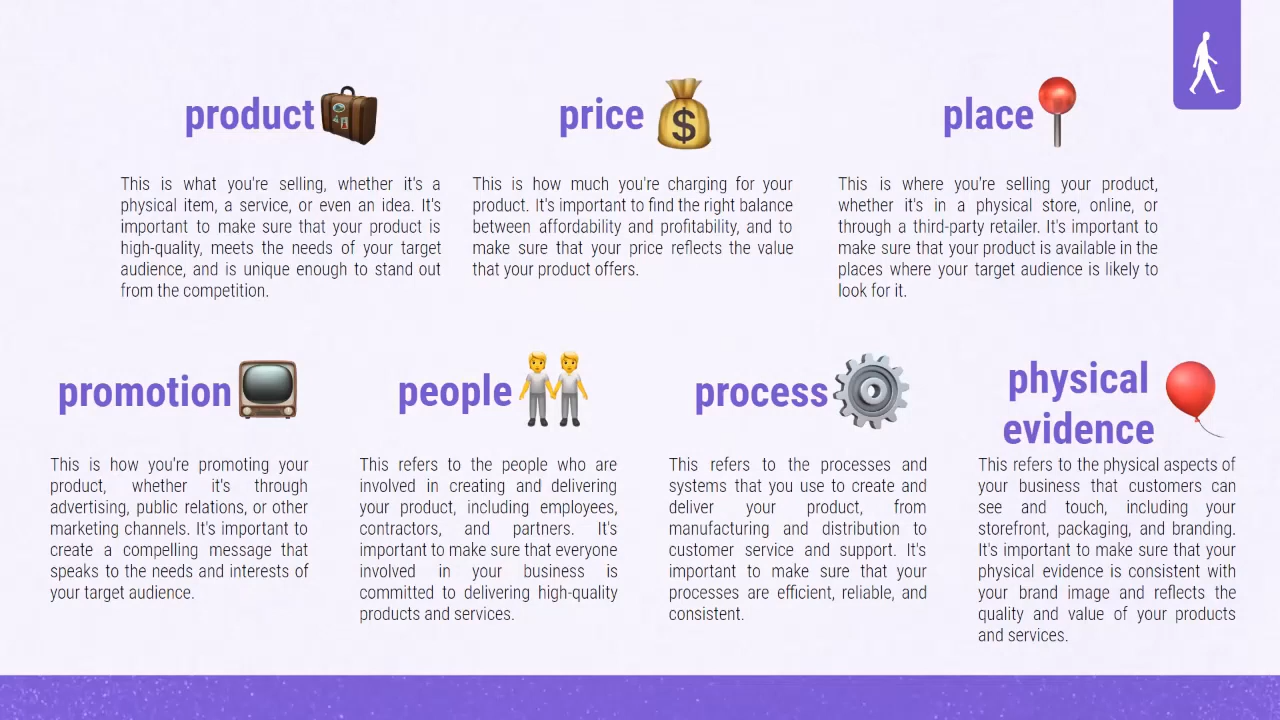 product
This is what you're selling, whether it's a
physical item, a service, or even an idea. It's
important to make sure that your product is
high-quality, meets the needs of your target
audience, and is unique enough to stand out
from the competition.
price
$
This is how much you're charging for your
product. It's important to find the right balance
between affordability and profitability, and to
make sure that your price reflects the value
that your product offers.
place
This is where you're selling your product,
whether it's in a physical store, online, or
through a third-party retailer. It's important to
make sure that your product is available in the
places where your target audience is likely to
look for it.
promotion
This is how you're promoting your
product, whether it's through
advertising, public relations, or other
marketing channels. It's important to
create a compelling message that
speaks to the needs and interests of
your target audience.
people
This refers to the people who are
involved in creating and delivering
your product, including employees,
contractors, and partners. It's
important to make sure that everyone
involved in your business is
committed to delivering high-quality
products and services.
process
This refers to the processes and
systems that you use to create and
deliver your product, from
manufacturing and distribution to
customer service and support. It's
important to make sure that your
processes are efficient, reliable, and
consistent.
physical
evidence
This refers to the physical aspects of
your business that customers can
see and touch, including your
storefront, packaging, and branding.
It's important to make sure that your
physical evidence is consistent with
your brand image and reflects the
quality and value of your products
and services.